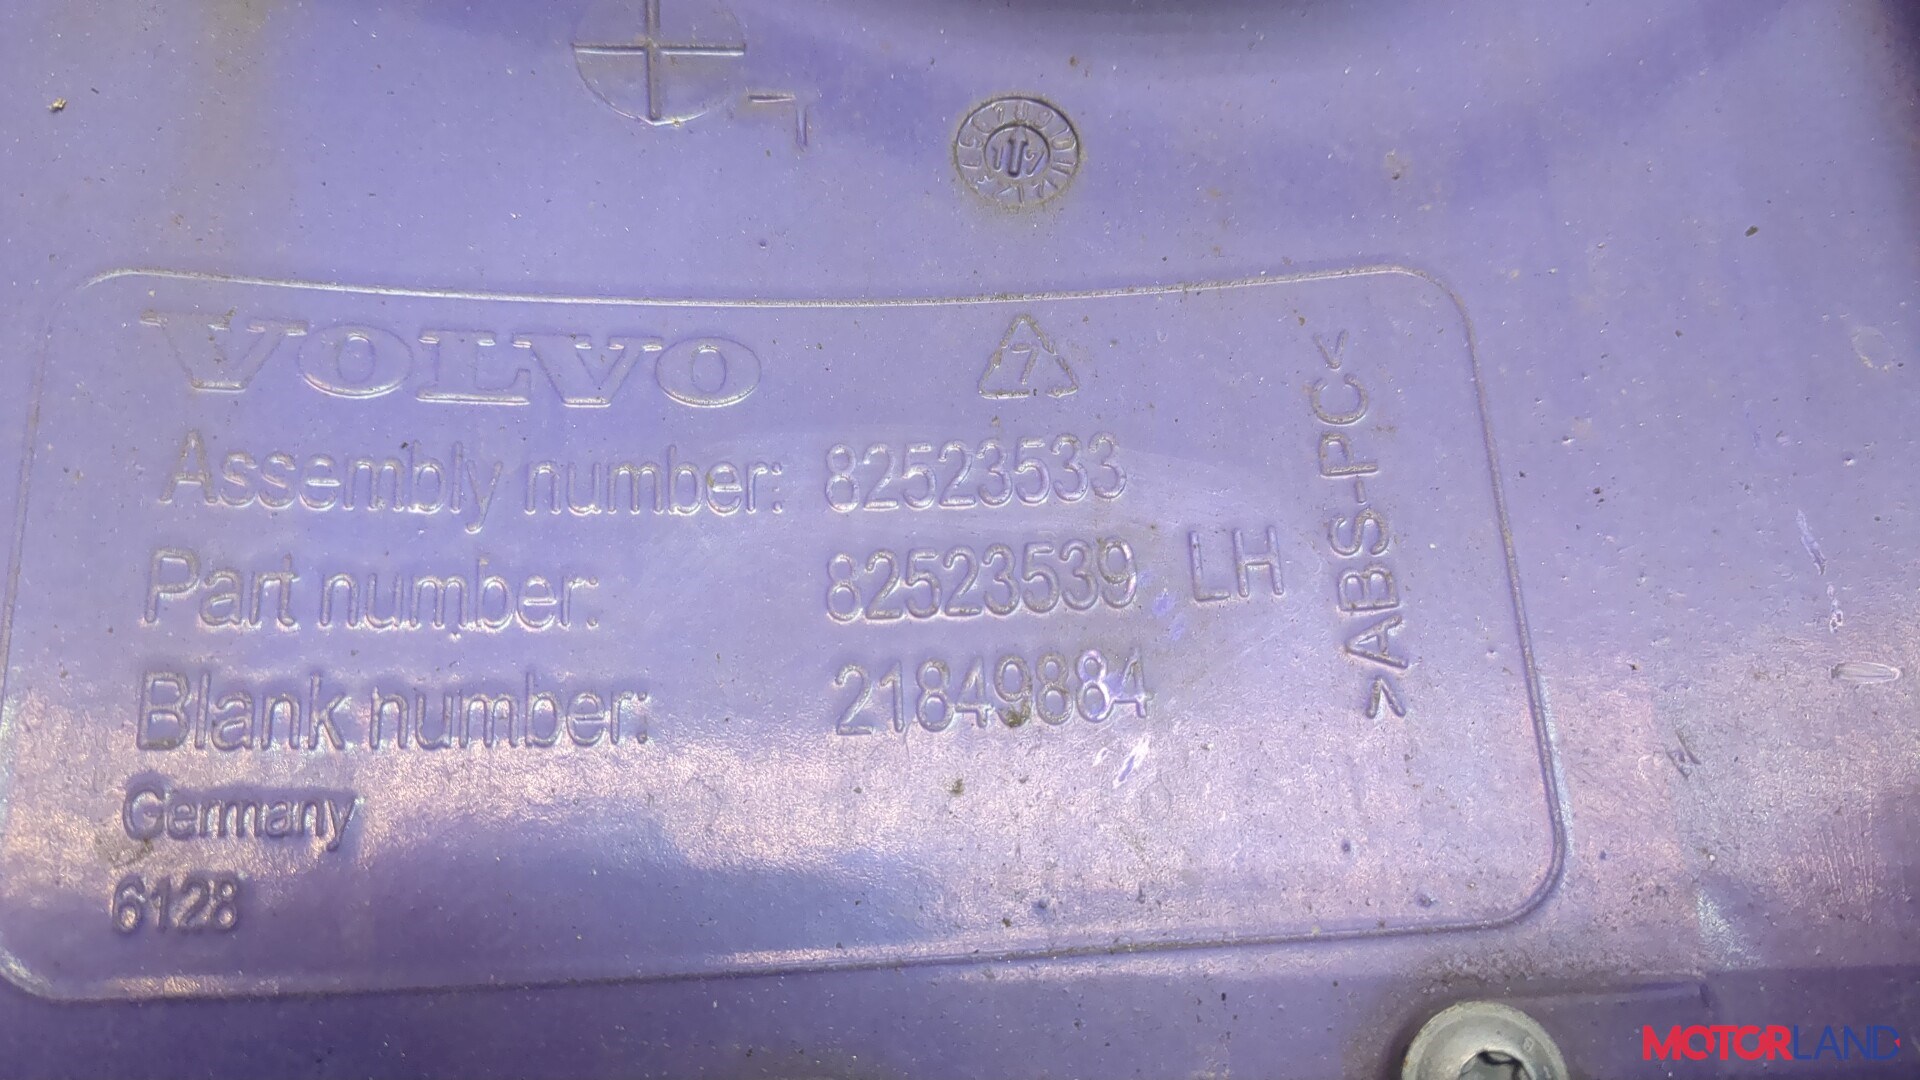 VOLVO
7
Assembly number: 82523533
Part number: 82523539 LH
Blank number: 21849884
Germany
6128
>ABS-PC<
MOTORLAND